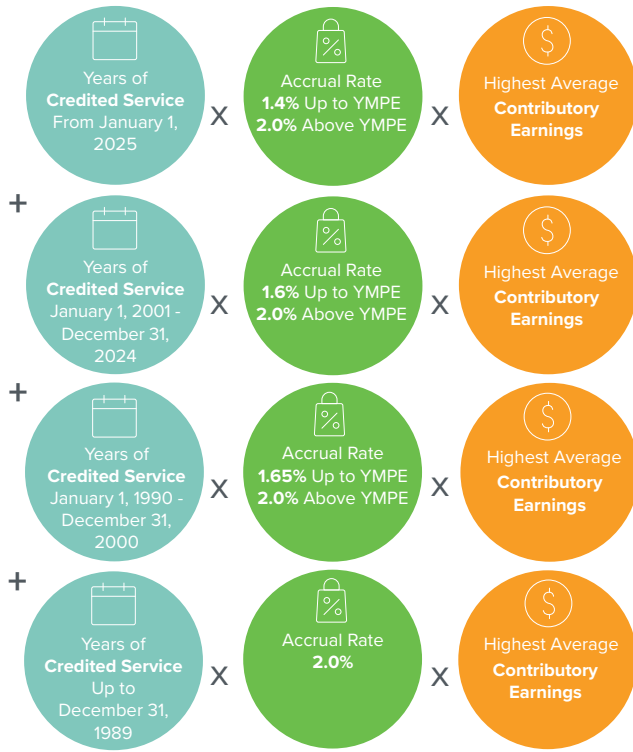 Years of
Credited Service
From January 1,
2025
X
%
Accrual Rate
1.4% Up to YMPE
2.0% Above YMPE
X
$
Highest Average
Contributory
Earnings
+
Years of
Credited Service
January 1, 2001 -
December 31,
2024
X
%
Accrual Rate
1.6% Up to YMPE
2.0% Above YMPE
X
$
Highest Average
Contributory
Earnings
+
Years of
Credited Service
January 1, 1990 -
December 31,
2000
X
%
Accrual Rate
1.65% Up to YMPE
2.0% Above YMPE
X
$
Highest Average
Contributory
Earnings
+
Years of
Credited Service
Up to
December 31,
1989
X
%
Accrual Rate
2.0%
X
$
Highest Average
Contributory
Earnings